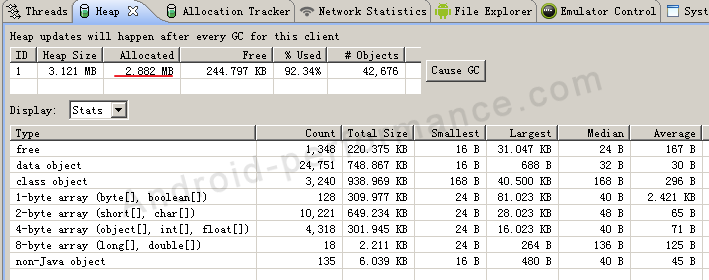 Threads Heap Allocation Tracker Network Statistics File Explorer Emulator Control Syst
Heap updates will happen after every GC for this client
ID Heap Size Allocated Free % Used # Objects
1 3.121 MB 2.882 MB 244.797 KB 92.34% 42,676
Cause GC
Display: Stats
Type Count Total Size Smallest Largest Median Average
free 1,348 220.375 KB 16 B 31.047 KB 24 B 167 B
data object 24,751 748.867 KB 16 B 688 B 32 B 30 B
class object 3,240 938.969 KB 168 B 40.500 KB 168 B 296 B
1-byte array (byte[], boolean[]) 128 309.977 KB 24 B 81.023 KB 40 B 2.421 KB
2-byte array (short[], char[]) 10,221 649.234 KB 24 B 28.023 KB 48 B 65 B
4-byte array (object[], int[], float[]) 4,318 301.945 KB 24 B 16.023 KB 40 B 71 B
8-byte array (long[], double[]) 18 2.211 KB 24 B 264 B 136 B 125 B
non-Java object 135 6.039 KB 16 B 480 B 40 B 45 B
Android-performance.com